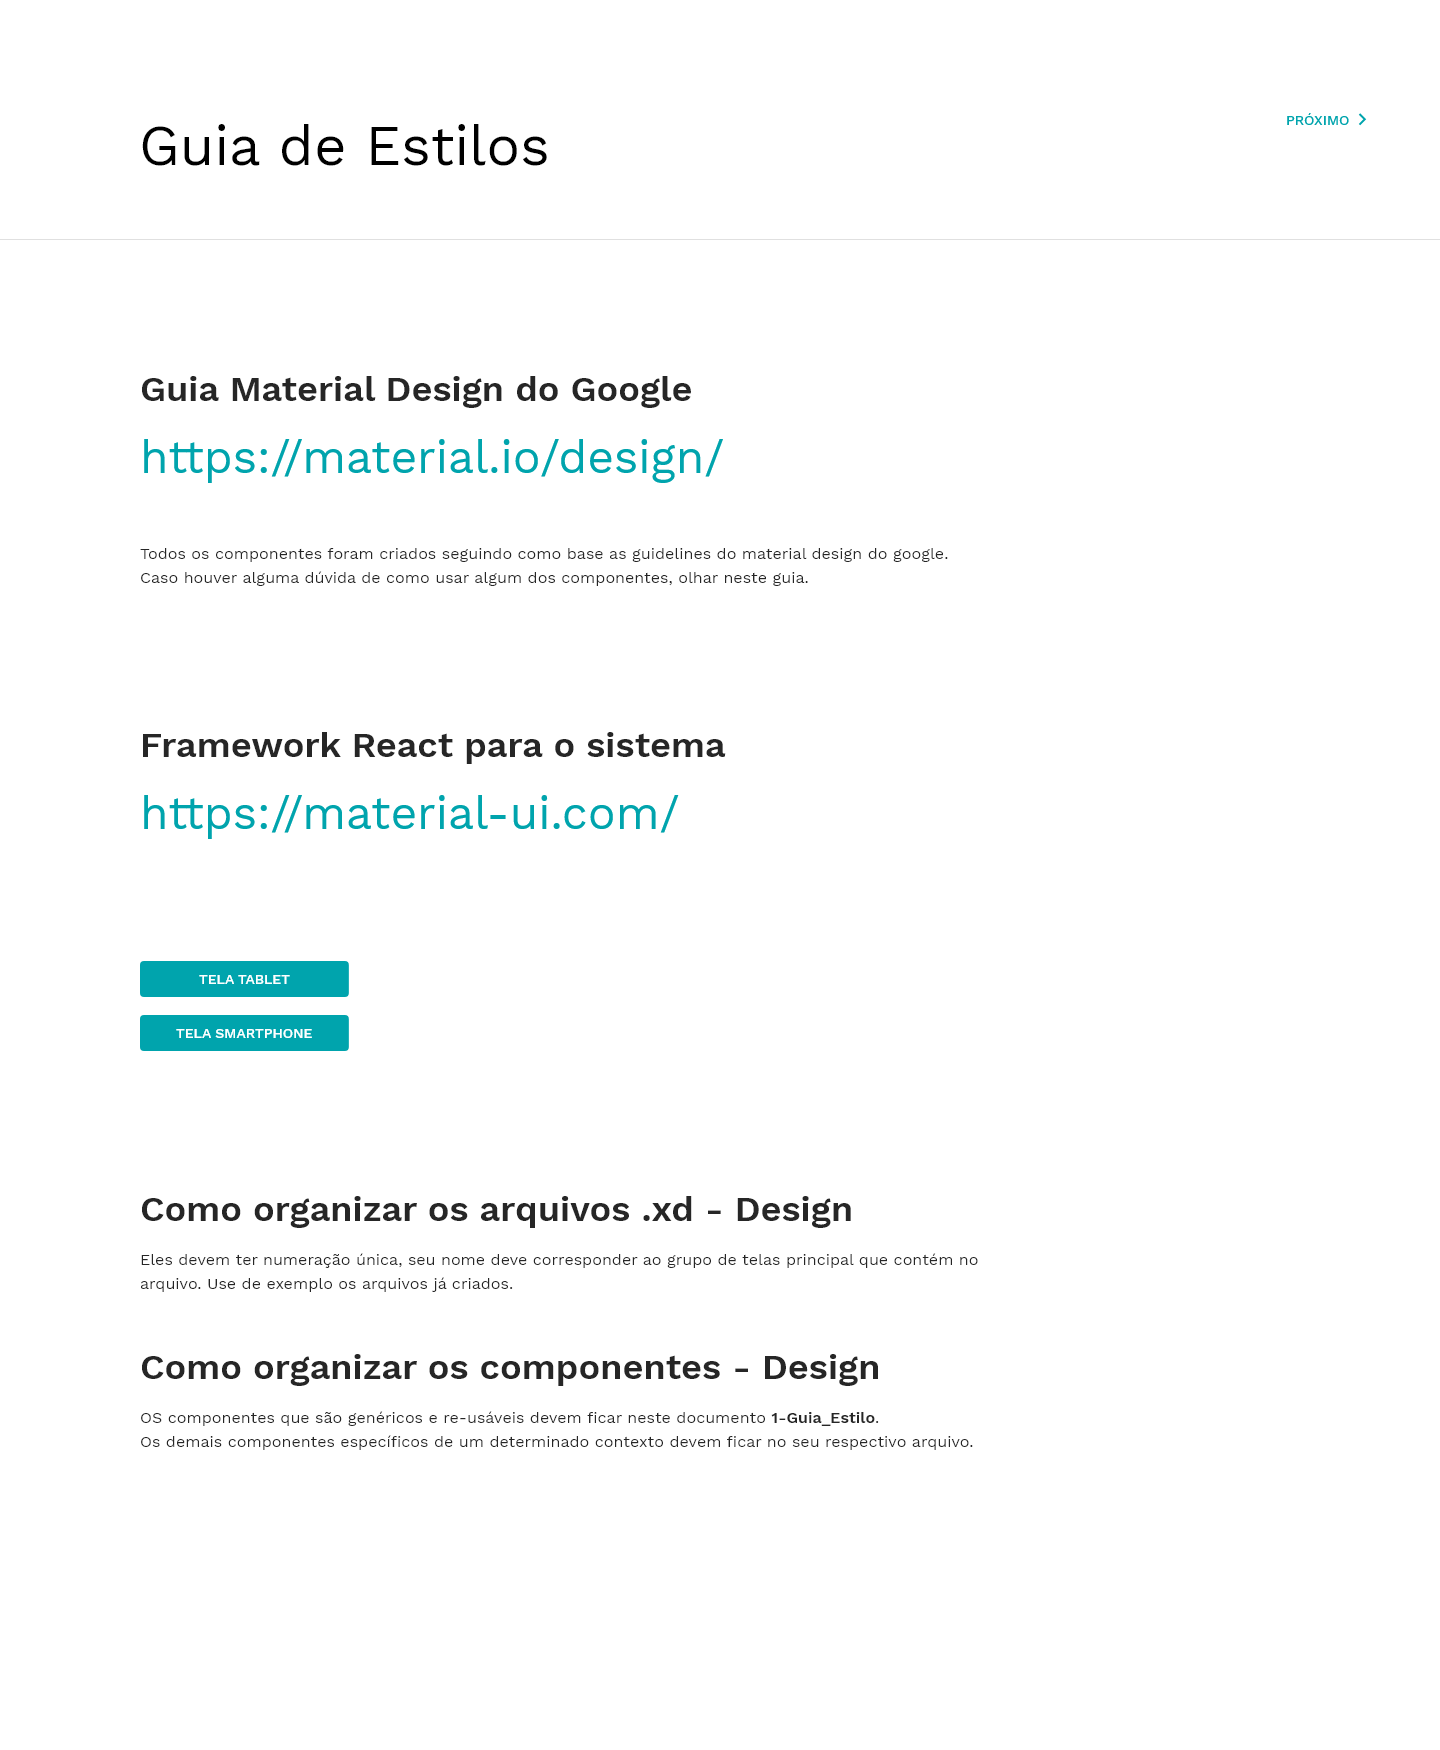 Guia de Estilos
PRÓXIMO
Guia Material Design do Google
https://material.io/design/
Todos os componentes foram criados seguindo como base as guidelines do material design do google.
Caso houver alguma dúvida de como usar algum dos componentes, olhar neste guia.
Framework React para o sistema
https://material-ui.com/
TELA TABLET
TELA SMARTPHONE
Como organizar os arquivos .xd - Design
Eles devem ter numeração única, seu nome deve corresponder ao grupo de telas principal que contém no
arquivo. Use de exemplo os arquivos já criados.
Como organizar os componentes - Design
OS componentes que são genéricos e re-usáveis devem ficar neste documento 1-Guia_Estilo.
Os demais componentes específicos de um determinado contexto devem ficar no seu respectivo arquivo.